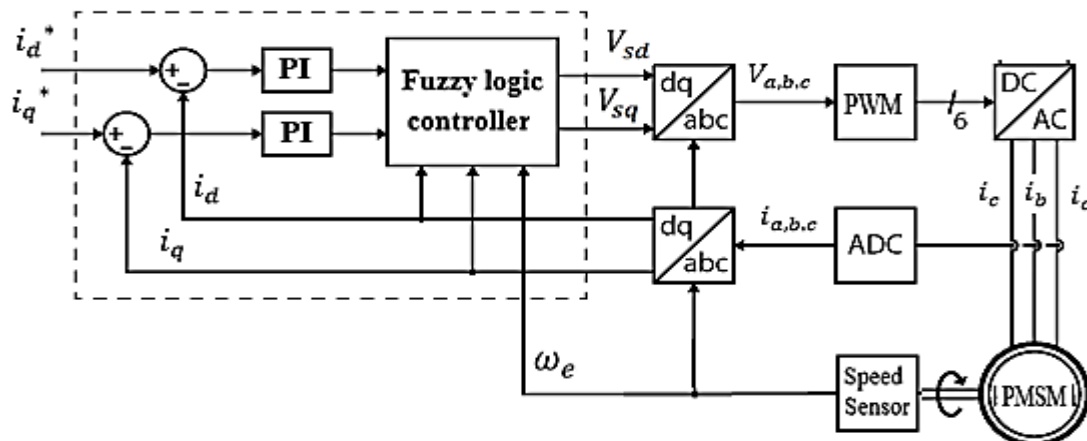 i_d*
i_q*
+
−
+
−
PI
PI
Fuzzy logic
controller
V_sd
V_sq
dq
abc
V_a,b.c
PWM
6
DC
AC
i_d
i_q
dq
abc
i_a,b.c
ADC
i_c
i_b
ω_e
Speed
Sensor
PMSM